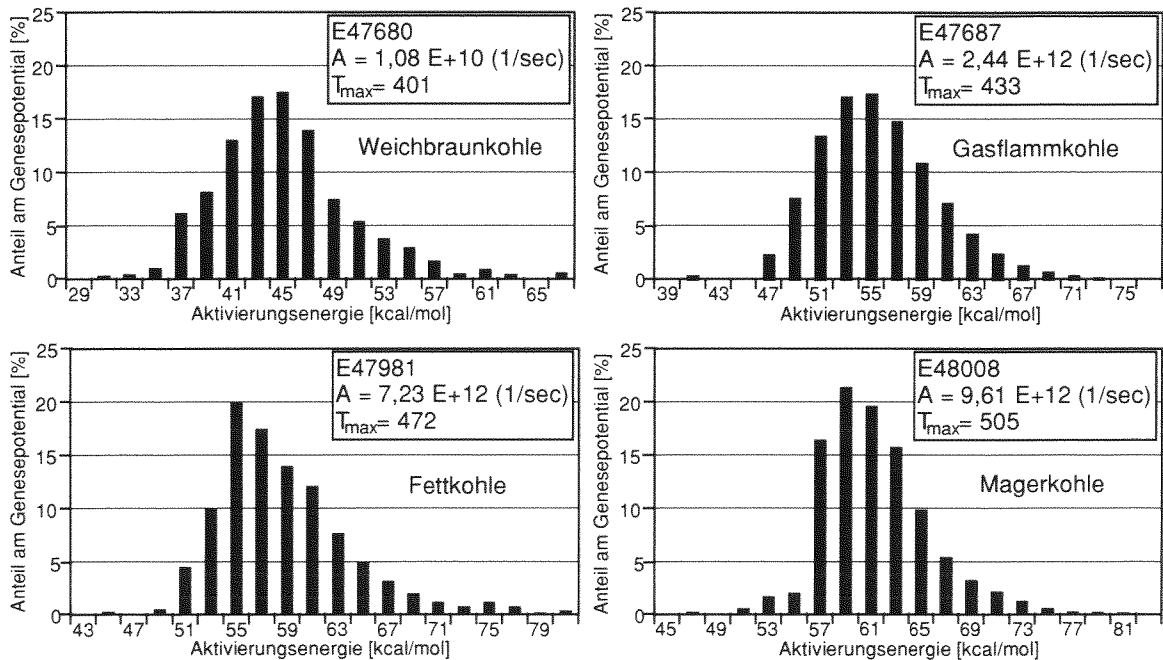 Anteil am Genesepotential [%]
25
20
15
10
5
0
E47680
A = 1,08 E+10 (1/sec)
Tmax= 401
Weichbraunkohle
29 33 37 41 45 49 53 57 61 65
Aktivierungsenergie [kcal/mol]
Anteil am Genesepotential [%]
25
20
15
10
5
0
E47687
A = 2,44 E+12 (1/sec)
Tmax= 433
Gasflammkohle
39 43 47 51 55 59 63 67 71 75
Aktivierungsenergie [kcal/mol]
Anteil am Genesepotential [%]
25
20
15
10
5
0
E47981
A = 7,23 E+12 (1/sec)
Tmax= 472
Fettkohle
43 47 51 55 59 63 67 71 75 79
Aktivierungsenergie [kcal/mol]
Anteil am Genesepotential [%]
25
20
15
10
5
0
E48008
A = 9,61 E+12 (1/sec)
Tmax= 505
Magerkohle
45 49 53 57 61 65 69 73 77 81
Aktivierungsenergie [kcal/mol]